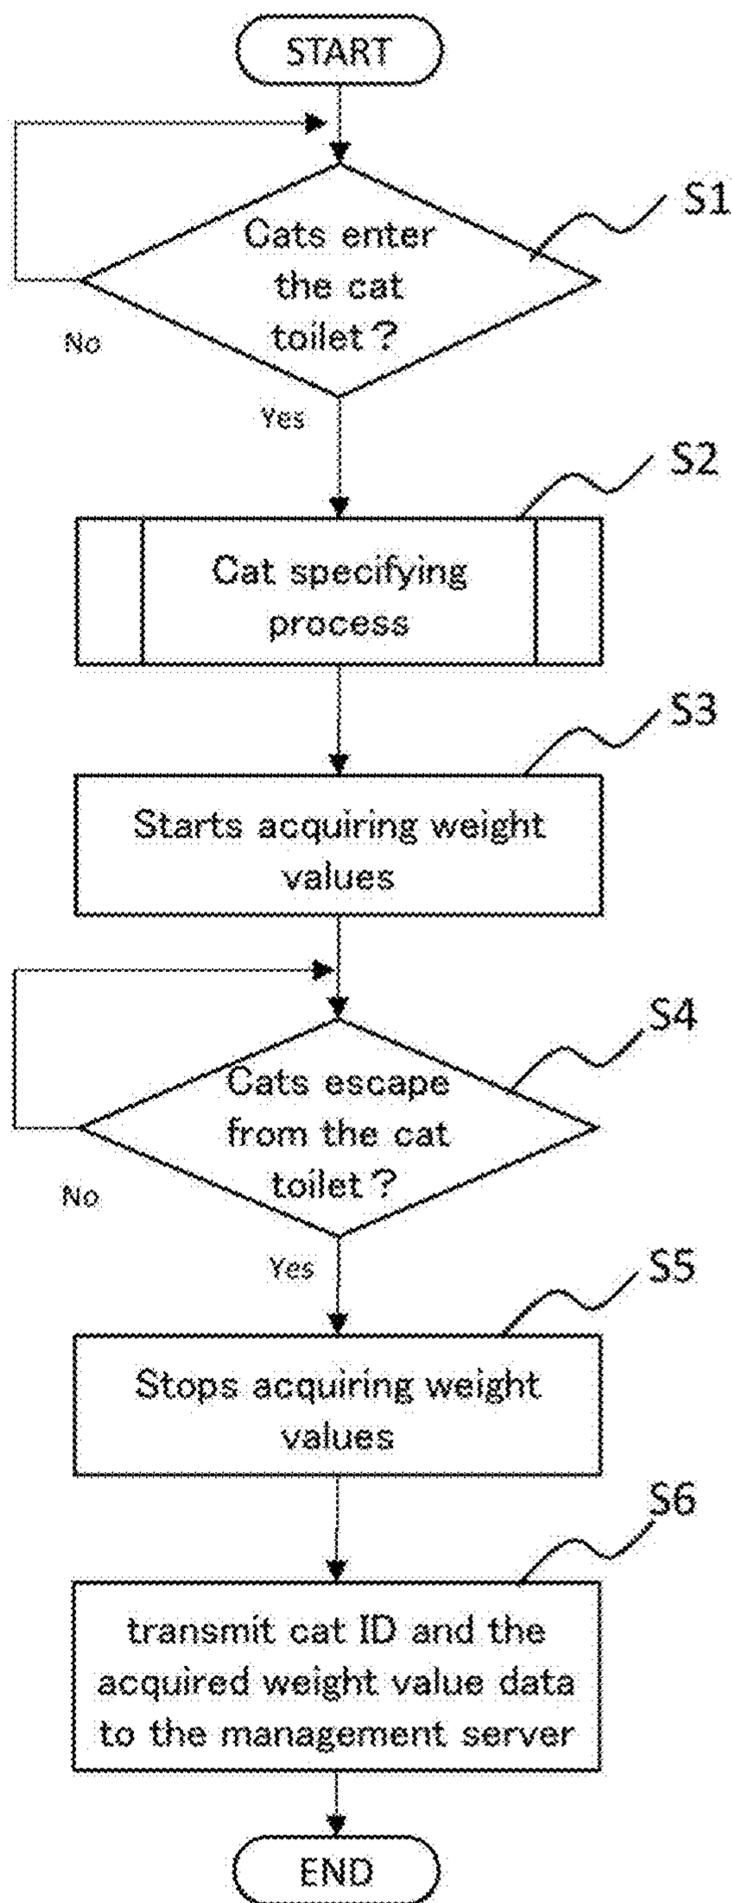 START
S1
Cats enter
the cat
toilet?
No
Yes
S2
Cat specifying
process
S3
Starts acquiring weight
values
S4
Cats escape
from the cat
toilet?
No
Yes
S5
Stops acquiring weight
values
S6
transmit cat ID and the
acquired weight value data
to the management server
END